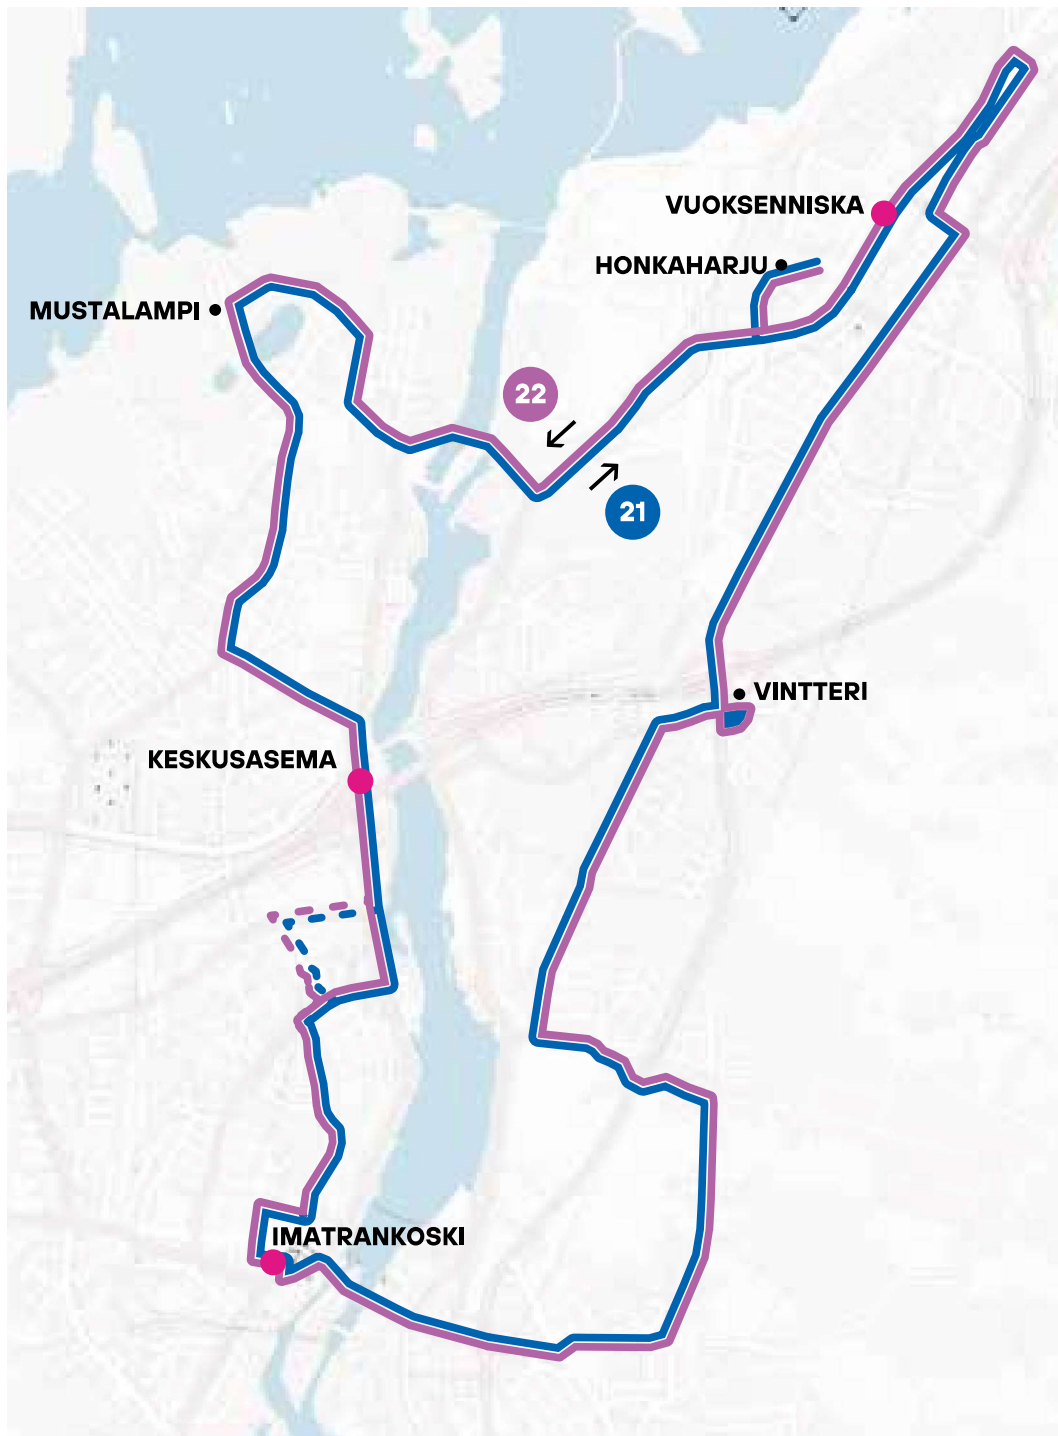 VUOKSENNISKA
HONKAHARJU
MUSTALAMPI
22
21
VINTTERI
KESKUSASEMA
IMATRANKOSKI